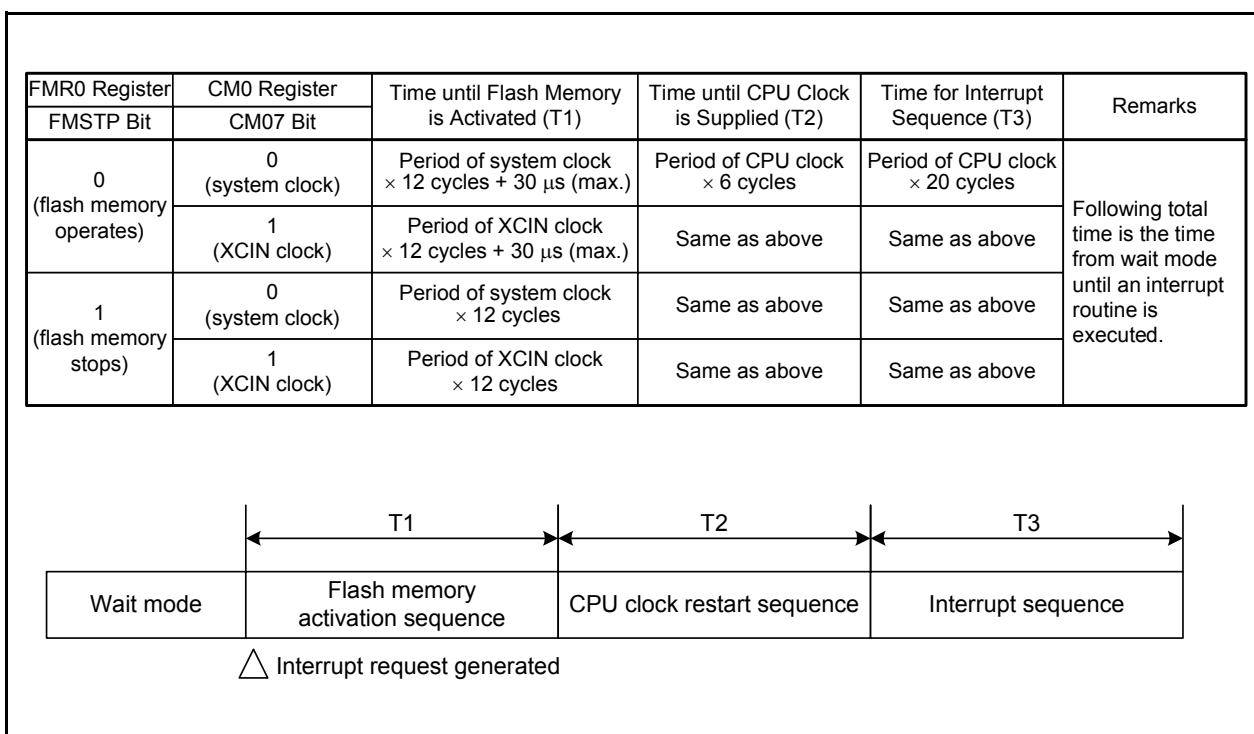 FMR0 Register CM0 Register Time until Flash Memory is Activated (T1) Time until CPU Clock is Supplied (T2) Time for Interrupt Sequence (T3) Remarks
FMSTP Bit CM07 Bit
0
(flash memory
operates)
0
(system clock)
Period of system clock
× 12 cycles + 30 μs (max.)
Period of CPU clock
× 6 cycles
Period of CPU clock
× 20 cycles
Following total
time is the time
from wait mode
until an interrupt
routine is
executed.
1
(XCIN clock)
Period of XCIN clock
× 12 cycles + 30 μs (max.)
Same as above
Same as above
1
(flash memory
stops)
0
(system clock)
Period of system clock
× 12 cycles
Same as above
Same as above
1
(XCIN clock)
Period of XCIN clock
× 12 cycles
Same as above
Same as above
T1 T2 T3
Wait mode
Flash memory
activation sequence
CPU clock restart sequence
Interrupt sequence
Interrupt request generated